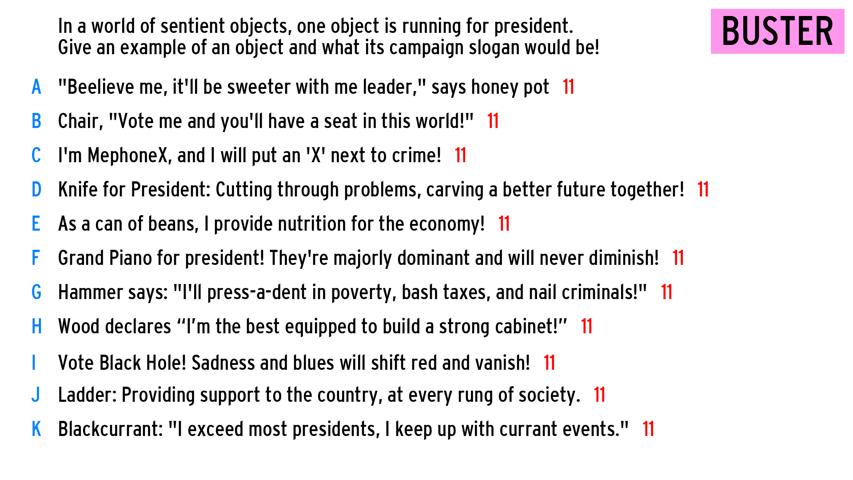 In a world of sentient objects, one object is running for president.
Give an example of an object and what its campaign slogan would be!
BUSTER
A "Beelieve me, it'll be sweeter with me leader," says honey pot 11
B Chair, "Vote me and you'll have a seat in this world!" 11
C I'm MephoneX, and I will put an 'X' next to crime! 11
D Knife for President: Cutting through problems, carving a better future together! 11
E As a can of beans, I provide nutrition for the economy! 11
F Grand Piano for president! They're majorly dominant and will never diminish! 11
G Hammer says: "I'll press-a-dent in poverty, bash taxes, and nail criminals!" 11
H Wood declares “I’m the best equipped to build a strong cabinet!” 11
I Vote Black Hole! Sadness and blues will shift red and vanish! 11
J Ladder: Providing support to the country, at every rung of society. 11
K Blackcurrant: "I exceed most presidents, I keep up with currant events." 11